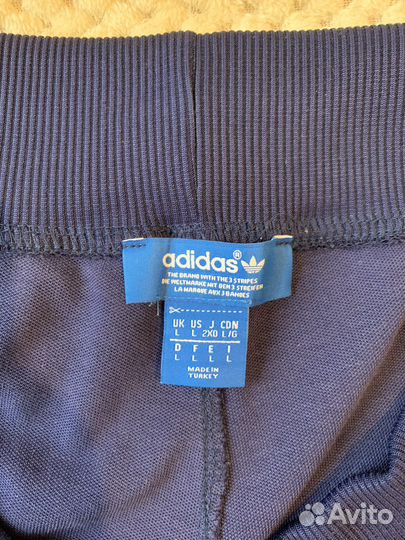 adidas®
THE BRAND WITH THE 3 STRIPES
DIE WELTMARKE MIT DEN 3 STREIFEN
LA MARQUE AUX 3 BANDES
UK US J CDN
L L 2XO L/G
D F E I
L L L L
MADE IN
TURKEY
Avito